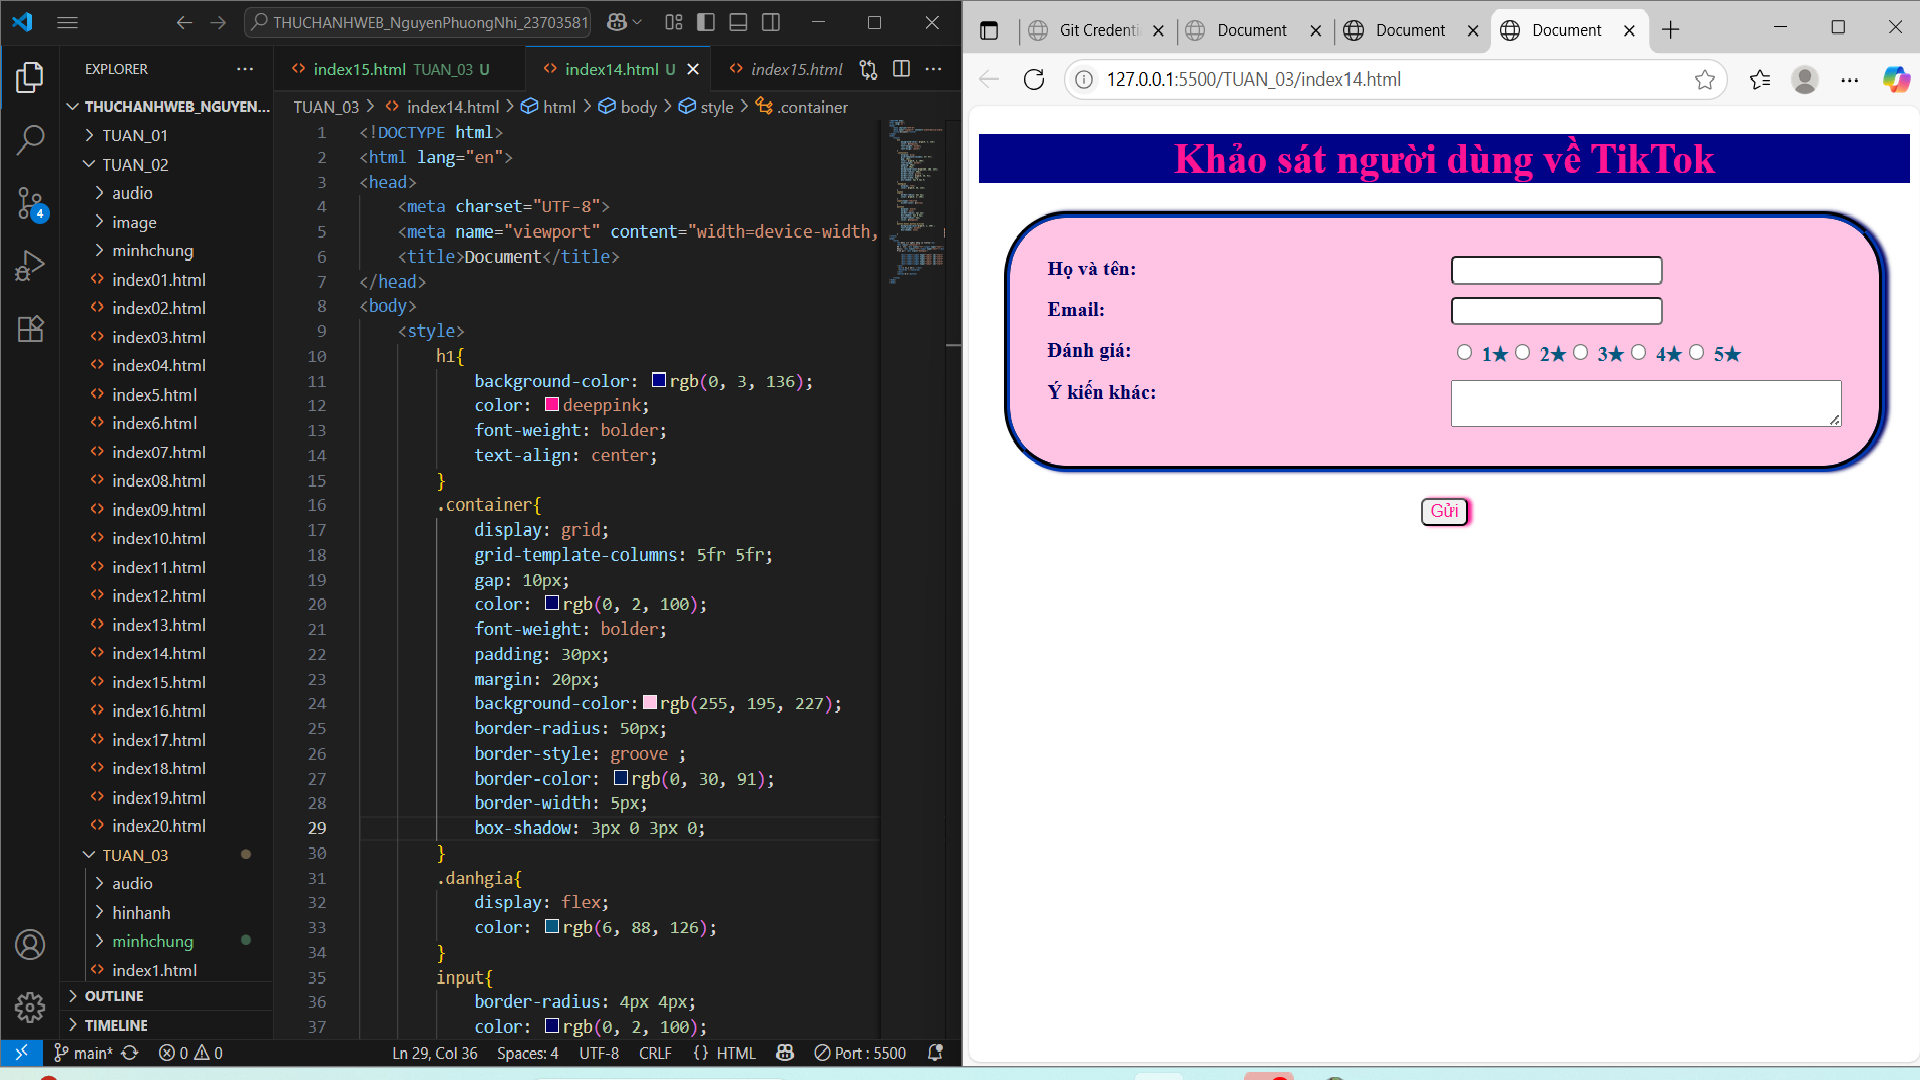 THUCHANHWEB_NguyenPhuongNhi_23703581
EXPLORER
THUCHANHWEB_NGUYEN...
TUAN_01
TUAN_02
audio
image
minhchung
index01.html
index02.html
index03.html
index04.html
index5.html
index6.html
index07.html
index08.html
index09.html
index10.html
index11.html
index12.html
index13.html
index14.html
index15.html
index16.html
index17.html
index18.html
index19.html
index20.html
TUAN_03
audio
hinhanh
minhchung
index1.html
OUTLINE
TIMELINE
index15.html TUAN_03 U
index14.html U
index15.html
TUAN_03 > index14.html > html > body > style > .container
1 <!DOCTYPE html>
2 <html lang="en">
3 <head>
4 <meta charset="UTF-8">
5 <meta name="viewport" content="width=device-width,
6 <title>Document</title>
7 </head>
8 <body>
9 <style>
10 h1{
11 background-color: rgb(0, 3, 136);
12 color: deeppink;
13 font-weight: bolder;
14 text-align: center;
15 }
16 .container{
17 display: grid;
18 grid-template-columns: 5fr 5fr;
19 gap: 10px;
20 color: rgb(0, 2, 100);
21 font-weight: bolder;
22 padding: 30px;
23 margin: 20px;
24 background-color: rgb(255, 195, 227);
25 border-radius: 50px;
26 border-style: groove ;
27 border-color: rgb(0, 30, 91);
28 border-width: 5px;
29 box-shadow: 3px 0 3px 0;
30 }
31 .danhgia{
32 display: flex;
33 color: rgb(6, 88, 126);
34 }
35 input{
36 border-radius: 4px 4px;
37 color: rgb(0, 2, 100);
4
main* 0 0 Ln 29, Col 36 Spaces: 4 UTF-8 CRLF {} HTML Port : 5500
Git Credenti
Document
Document
Document
127.0.0.1:5500/TUAN_03/index14.html
Khảo sát người dùng về TikTok
Họ và tên:
Email:
Đánh giá: 1★ 2★ 3★ 4★ 5★
Ý kiến khác:
Gửi